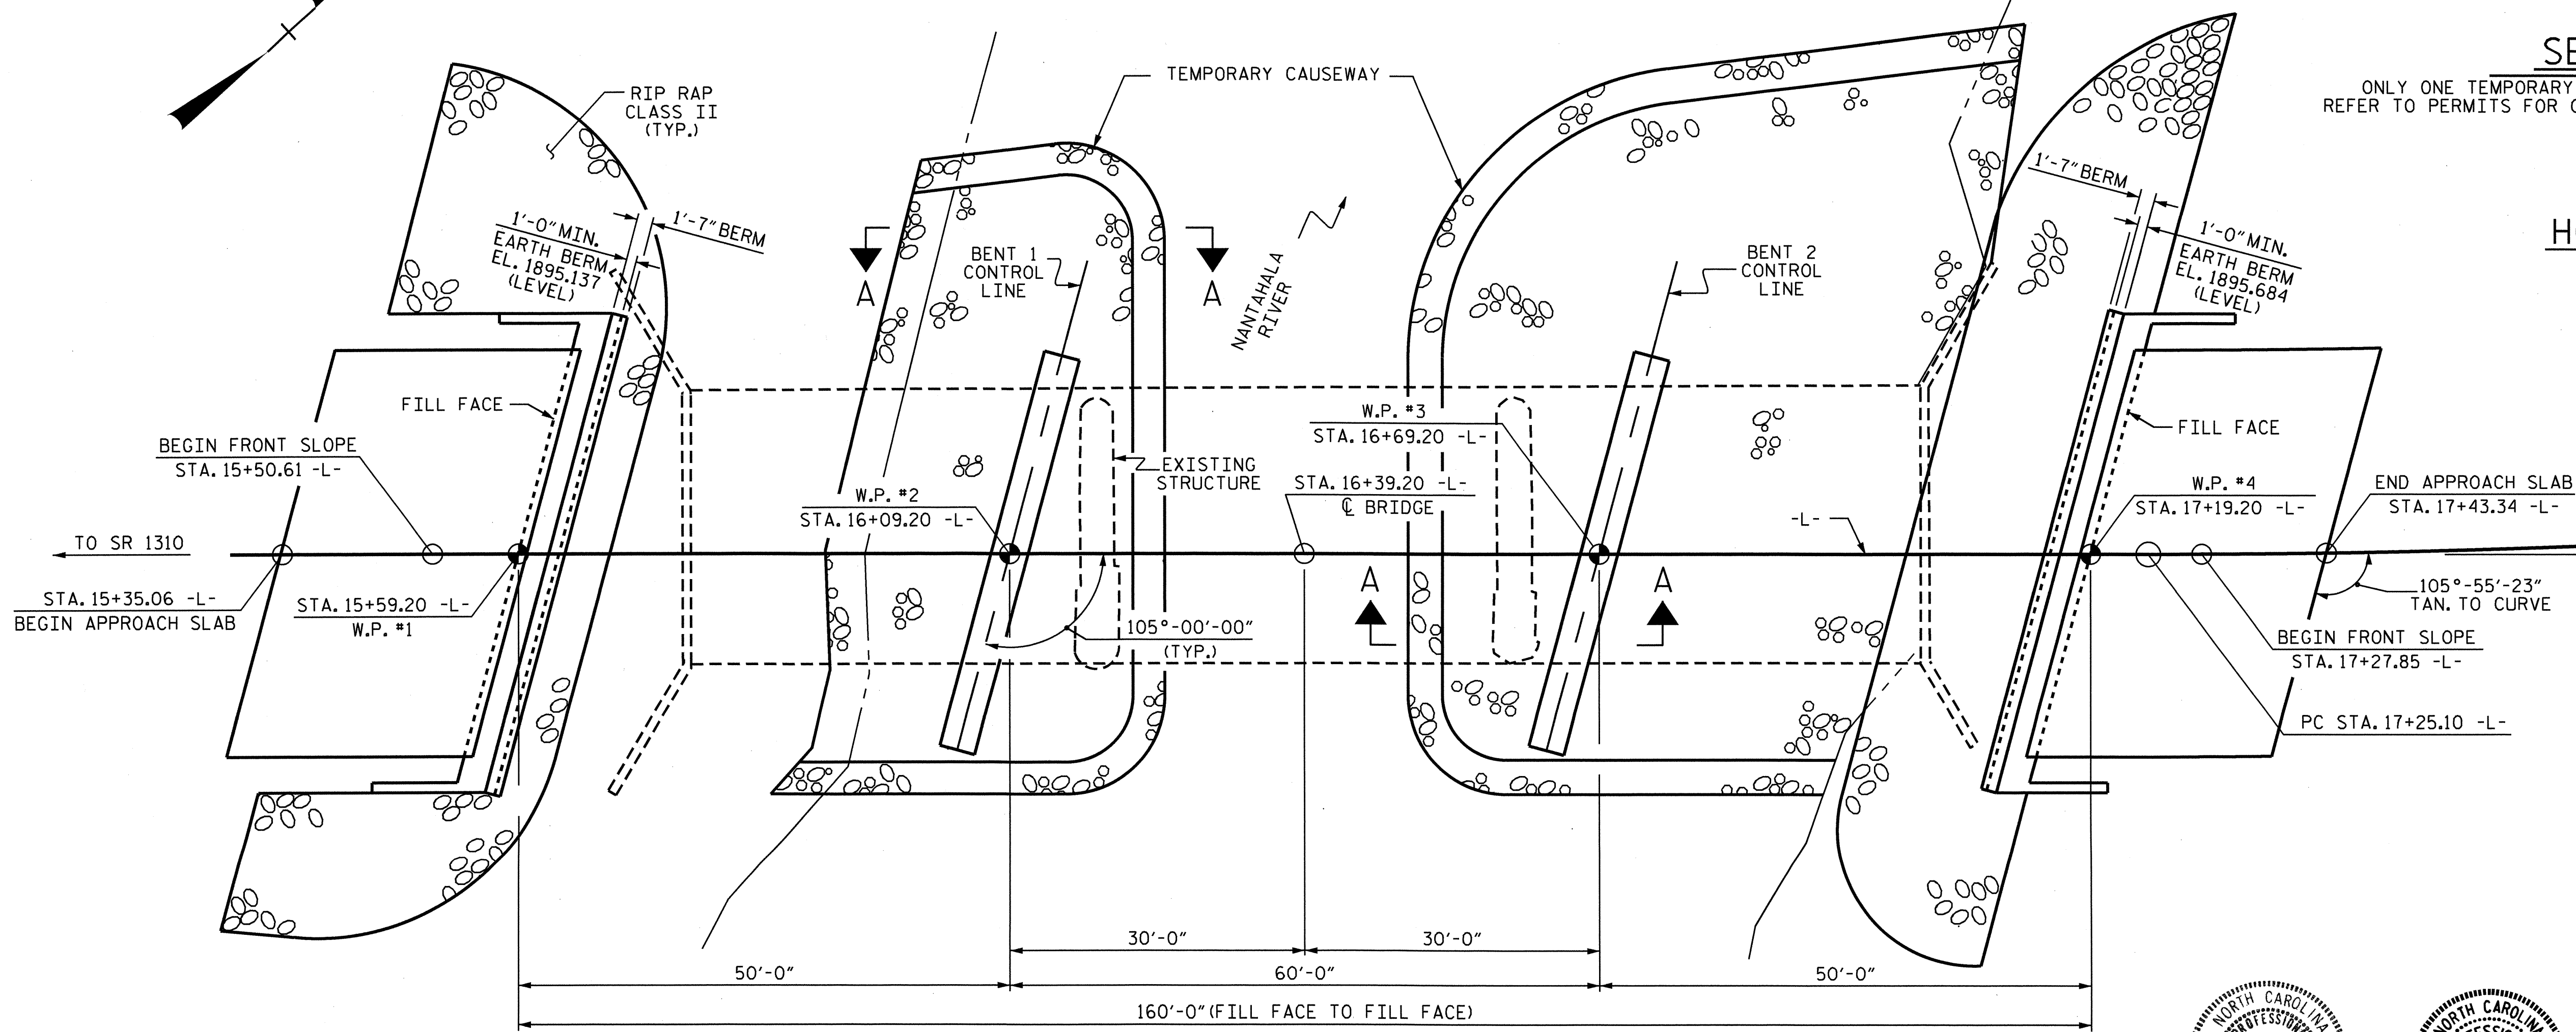 SE
ONLY ONE TEMPORARY
REFER TO PERMITS FOR
H
TEMPORARY CAUSEWAY
RIP RAP
CLASS II
(TYP.)
1'-0" MIN.
EARTH BERM
EL. 1895.137
(LEVEL)
1'-7" BERM
BENT 1
CONTROL
LINE
A
A
NANTAHALA
RIVER
BENT 2
CONTROL
LINE
1'-7" BERM
1'-0" MIN.
EARTH BERM
EL. 1895.684
(LEVEL)
FILL FACE
BEGIN FRONT SLOPE
STA. 15+50.61 -L-
W.P. #2
STA. 16+09.20 -L-
EXISTING
STRUCTURE
W.P. #3
STA. 16+69.20 -L-
STA. 16+39.20 -L-
℄ BRIDGE
FILL FACE
W.P. #4
STA. 17+19.20 -L-
END APPROACH SLAB
STA. 17+43.34 -L-
-L-
TO SR 1310
STA. 15+35.06 -L-
BEGIN APPROACH SLAB
STA. 15+59.20 -L-
W.P. #1
105°-00'-00"
(TYP.)
A
A
105°-55'-23"
TAN. TO CURVE
BEGIN FRONT SLOPE
STA. 17+27.85 -L-
PC STA. 17+25.10 -L-
30'-0"
30'-0"
50'-0"
60'-0"
50'-0"
160'-0" (FILL FACE TO FILL FACE)
NORTH CAROLINA
PROFESSION
NORTH CAROLINA